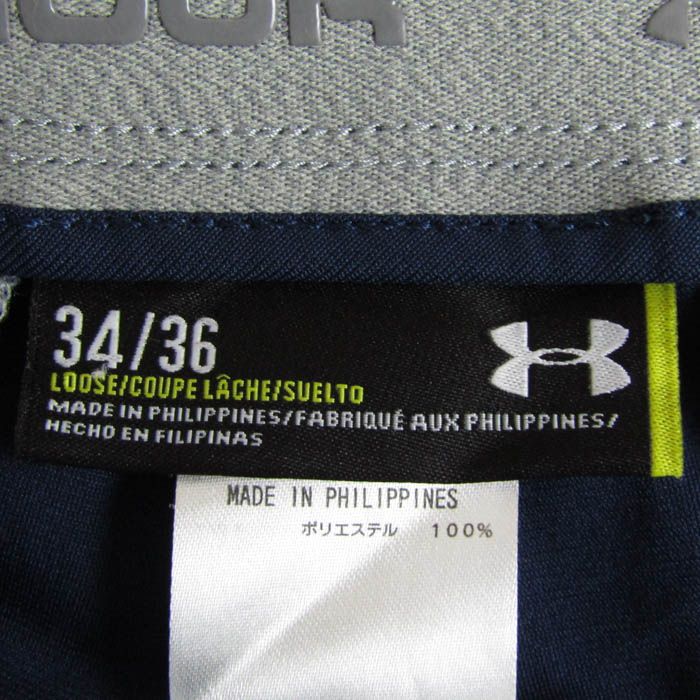 34/36
LOOSE/COUPE LÂCHE/SUELTO
MADE IN PHILIPPINES/FABRIQUÉ AUX PHILIPPINES/
HECHO EN FILIPINAS
MADE IN PHILIPPINES
ポリエステル 100%